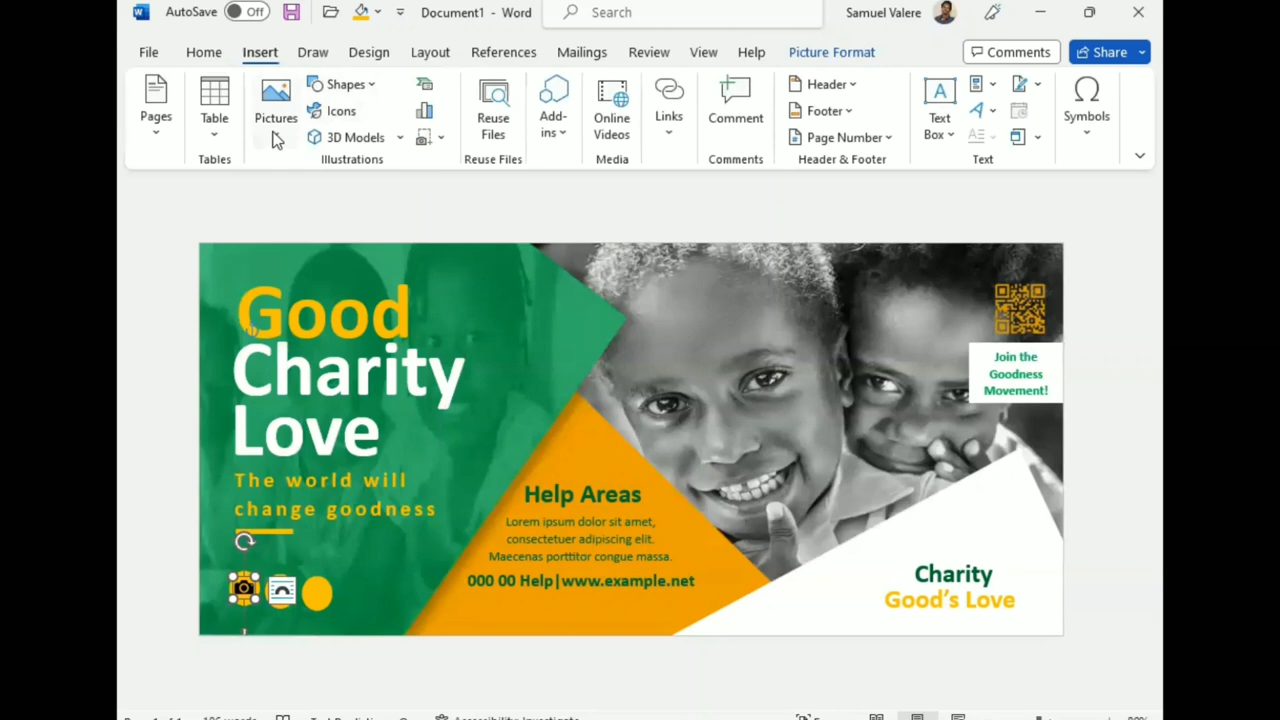 AutoSave Off Document1 - Word Search Samuel Valere
File Home Insert Draw Design Layout References Mailings Review View Help Picture Format Comments Share
Pages
Table
Tables
Pictures
Shapes
Icons
3D Models
Illustrations
Reuse
Files
Reuse Files
Add-
ins
Online
Videos
Media
Links
Comment
Comments
Header
Footer
Page Number
Header & Footer
A
Text
Box
Text
Symbols
Good
Charity
Love
The world will
change goodness
Help Areas
Lorem ipsum dolor sit amet,
consectetuer adipiscing elit.
Maecenas porttitor congue massa.
000 00 Help|www.example.net
Join the
Goodness
Movement!
Charity
Good's Love